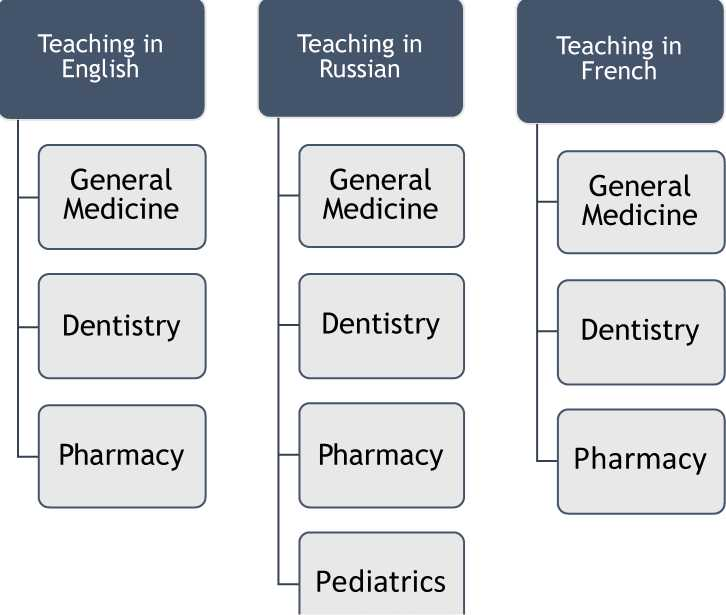 Teaching in
English
General
Medicine
Dentistry
Pharmacy
Teaching in
Russian
General
Medicine
Dentistry
Pharmacy
Pediatrics
Teaching in
French
General
Medicine
Dentistry
Pharmacy